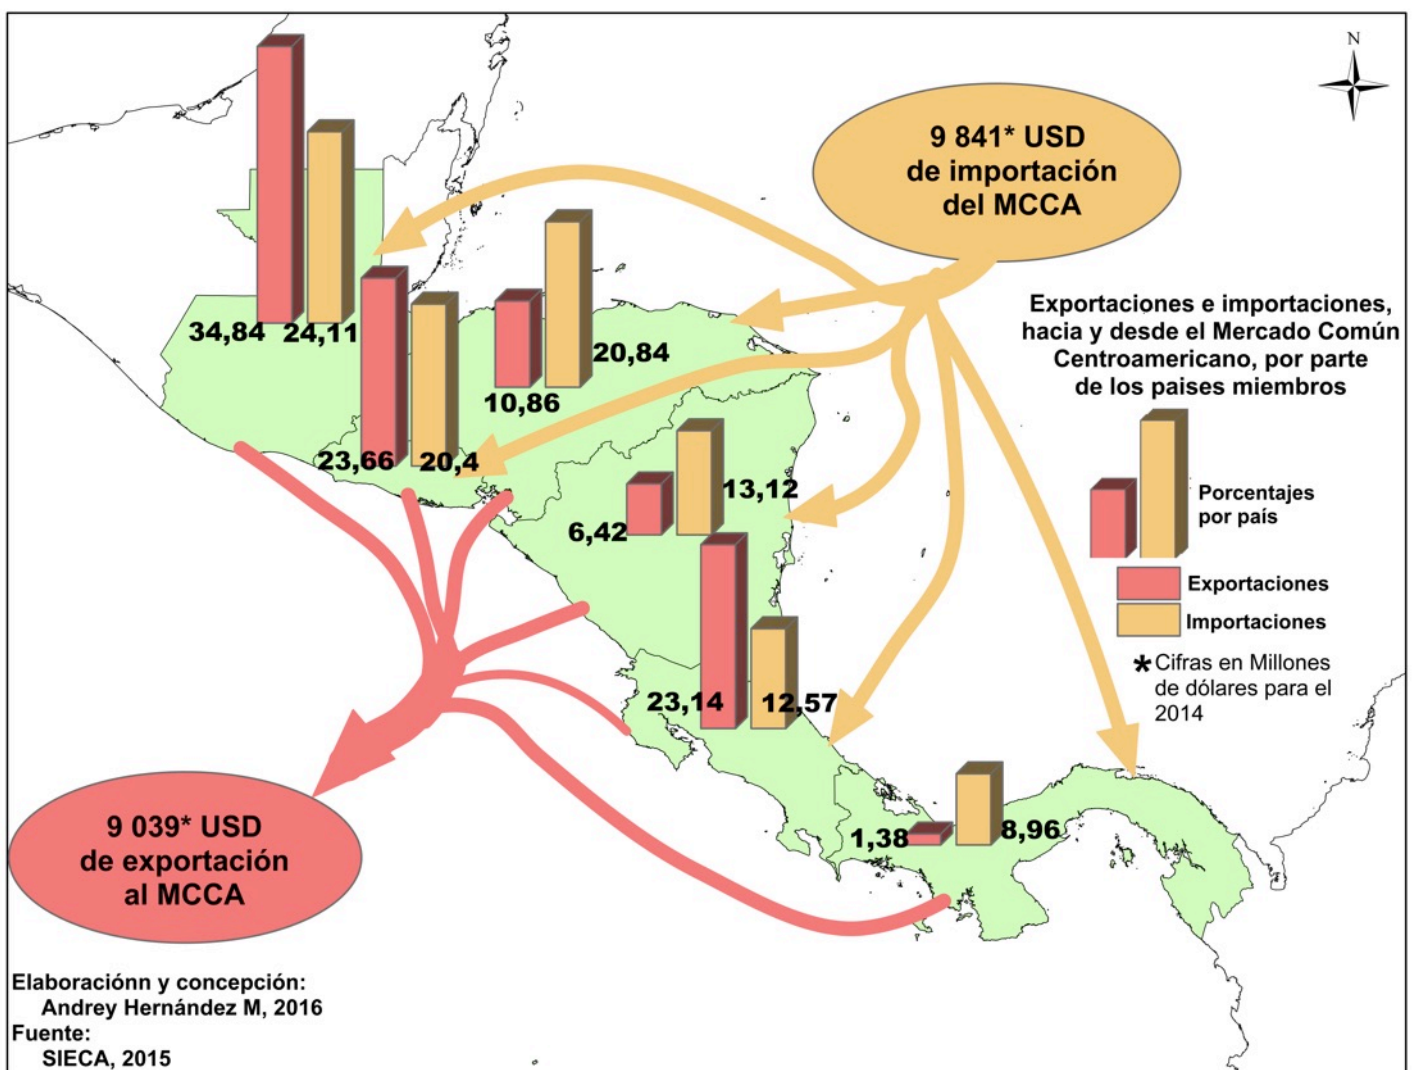 N
9 841* USD
de importación
del MCCA
Exportaciones e importaciones,
hacia y desde el Mercado Común
Centroamericano, por parte
de los paises miembros
34,84
24,11
20,84
10,86
23,66
20,4
13,12
6,42
Porcentajes
por país
Exportaciones
Importaciones
* Cifras en Millones
de dólares para el
2014
23,14
12,57
1,38
8,96
9 039* USD
de exportación
al MCCA
Elaboraciónn y concepción:
Andrey Hernández M, 2016
Fuente:
SIECA, 2015